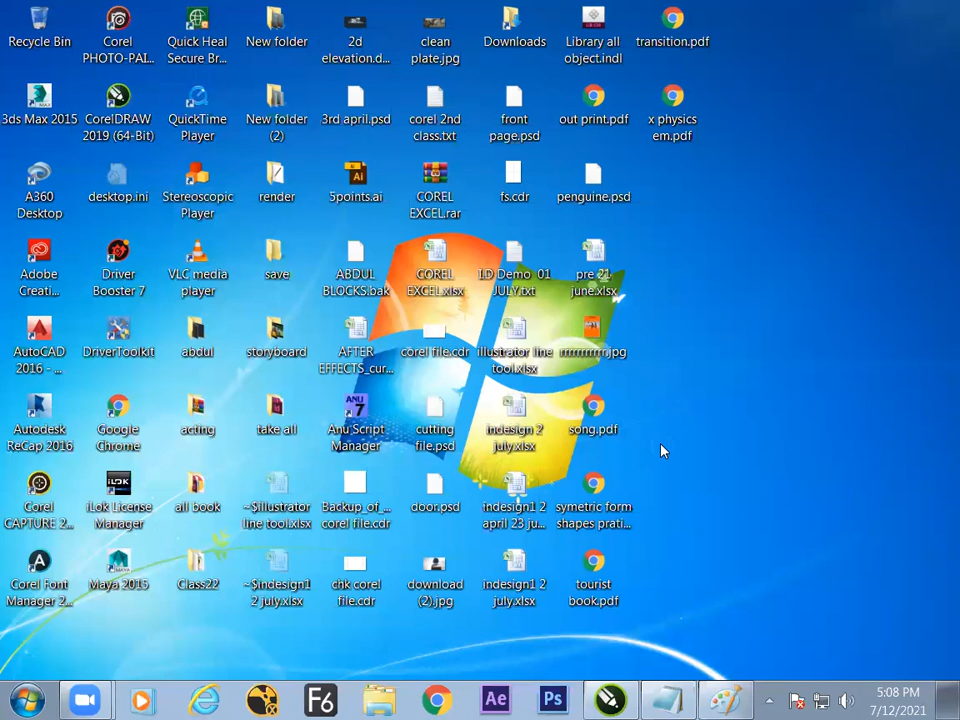 Recycle Bin
Corel
PHOTO-PAI...
Quick Heal
Secure Br...
New folder
2d
elevation.d...
clean
plate.jpg
Downloads
Library all
object.indl
transition.pdf
3ds Max 2015
CorelDRAW
2019 (64-Bit)
QuickTime
Player
New folder
(2)
3rd april.psd
corel 2nd
class.txt
front
page.psd
out print.pdf
x physics
em.pdf
A360
Desktop
desktop.ini
Stereoscopic
Player
render
Ai
5points.ai
COREL
EXCEL.rar
fs.cdr
penguine.psd
Adobe
Creati...
Driver
Booster 7
VLC media
player
save
ABDUL
BLOCKS.bak
COREL
EXCEL.xlsx
I.D Demo_01
JULY.txt
pre 21
june.xlsx
AutoCAD
2016 - ...
DriverToolkit
abdul
storyboard
AFTER
EFFECTS_cur...
corel file.cdr
illustrator line
tool.xlsx
Autodesk
ReCap 2016
Google
Chrome
acting
take all
ANU
7
Anu Script
Manager
cutting
file.psd
indesign 2
july.xlsx
song.pdf
Corel
CAPTURE 2...
iLOK
iLok License
Manager
all book
~$illustrator
line tool.xlsx
Backup_of_...
corel file.cdr
door.psd
indesign1 2
april 23 ju...
symetric form
shapes prati...
Corel Font
Manager 2...
Maya 2015
Class22
~$indesign1
2 july.xlsx
chk corel
file.cdr
download
(2).jpg
indesign1 2
july.xlsx
tourist
book.pdf
F6
Ae
Ps
5:08 PM
7/12/2021